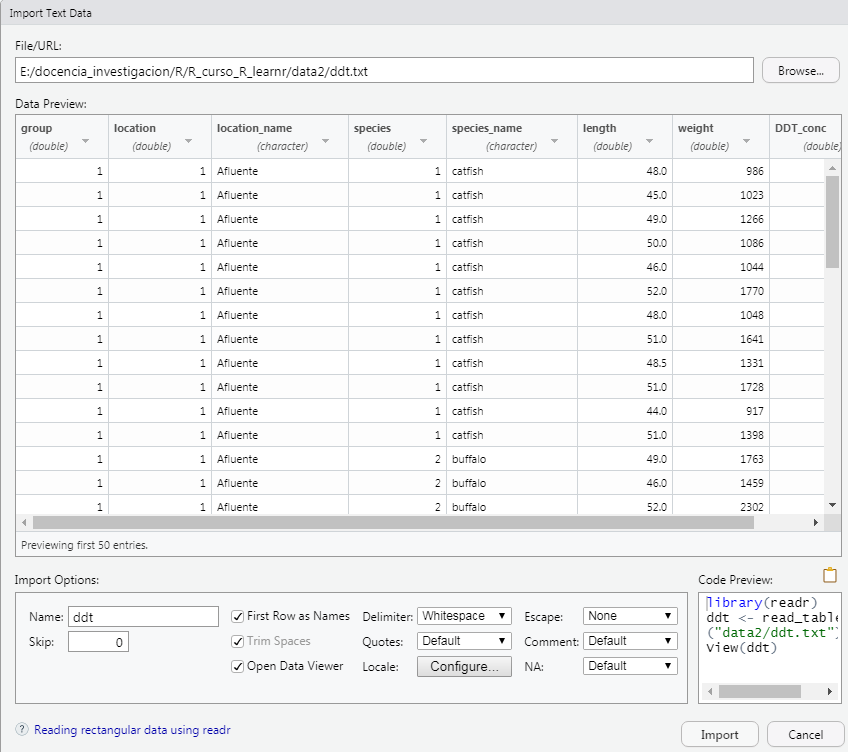 Import Text Data
File/URL:
E:/docencia_investigacion/R/R_curso_R_learnr/data2/ddt.txt Browse...
Data Preview:
group location location_name species species_name length weight DDT_conc
(double) (double) (character) (double) (character) (double) (double) (double)
1 1 Afluente 1 catfish 48.0 986
1 1 Afluente 1 catfish 45.0 1023
1 1 Afluente 1 catfish 49.0 1266
1 1 Afluente 1 catfish 50.0 1086
1 1 Afluente 1 catfish 46.0 1044
1 1 Afluente 1 catfish 52.0 1770
1 1 Afluente 1 catfish 48.0 1048
1 1 Afluente 1 catfish 51.0 1641
1 1 Afluente 1 catfish 48.5 1331
1 1 Afluente 1 catfish 51.0 1728
1 1 Afluente 1 catfish 44.0 917
1 1 Afluente 1 catfish 51.0 1398
1 1 Afluente 2 buffalo 49.0 1763
1 1 Afluente 2 buffalo 46.0 1459
1 1 Afluente 2 buffalo 52.0 2302
Previewing first 50 entries.
Import Options:
Name: ddt
Skip: 0
First Row as Names
Trim Spaces
Open Data Viewer
Delimiter: Whitespace
Quotes: Default
Locale: Configure...
Escape: None
Comment: Default
NA: Default
Code Preview:
library(readr)
ddt <- read_table
("data2/ddt.txt")
View(ddt)
? Reading rectangular data using readr
Import Cancel